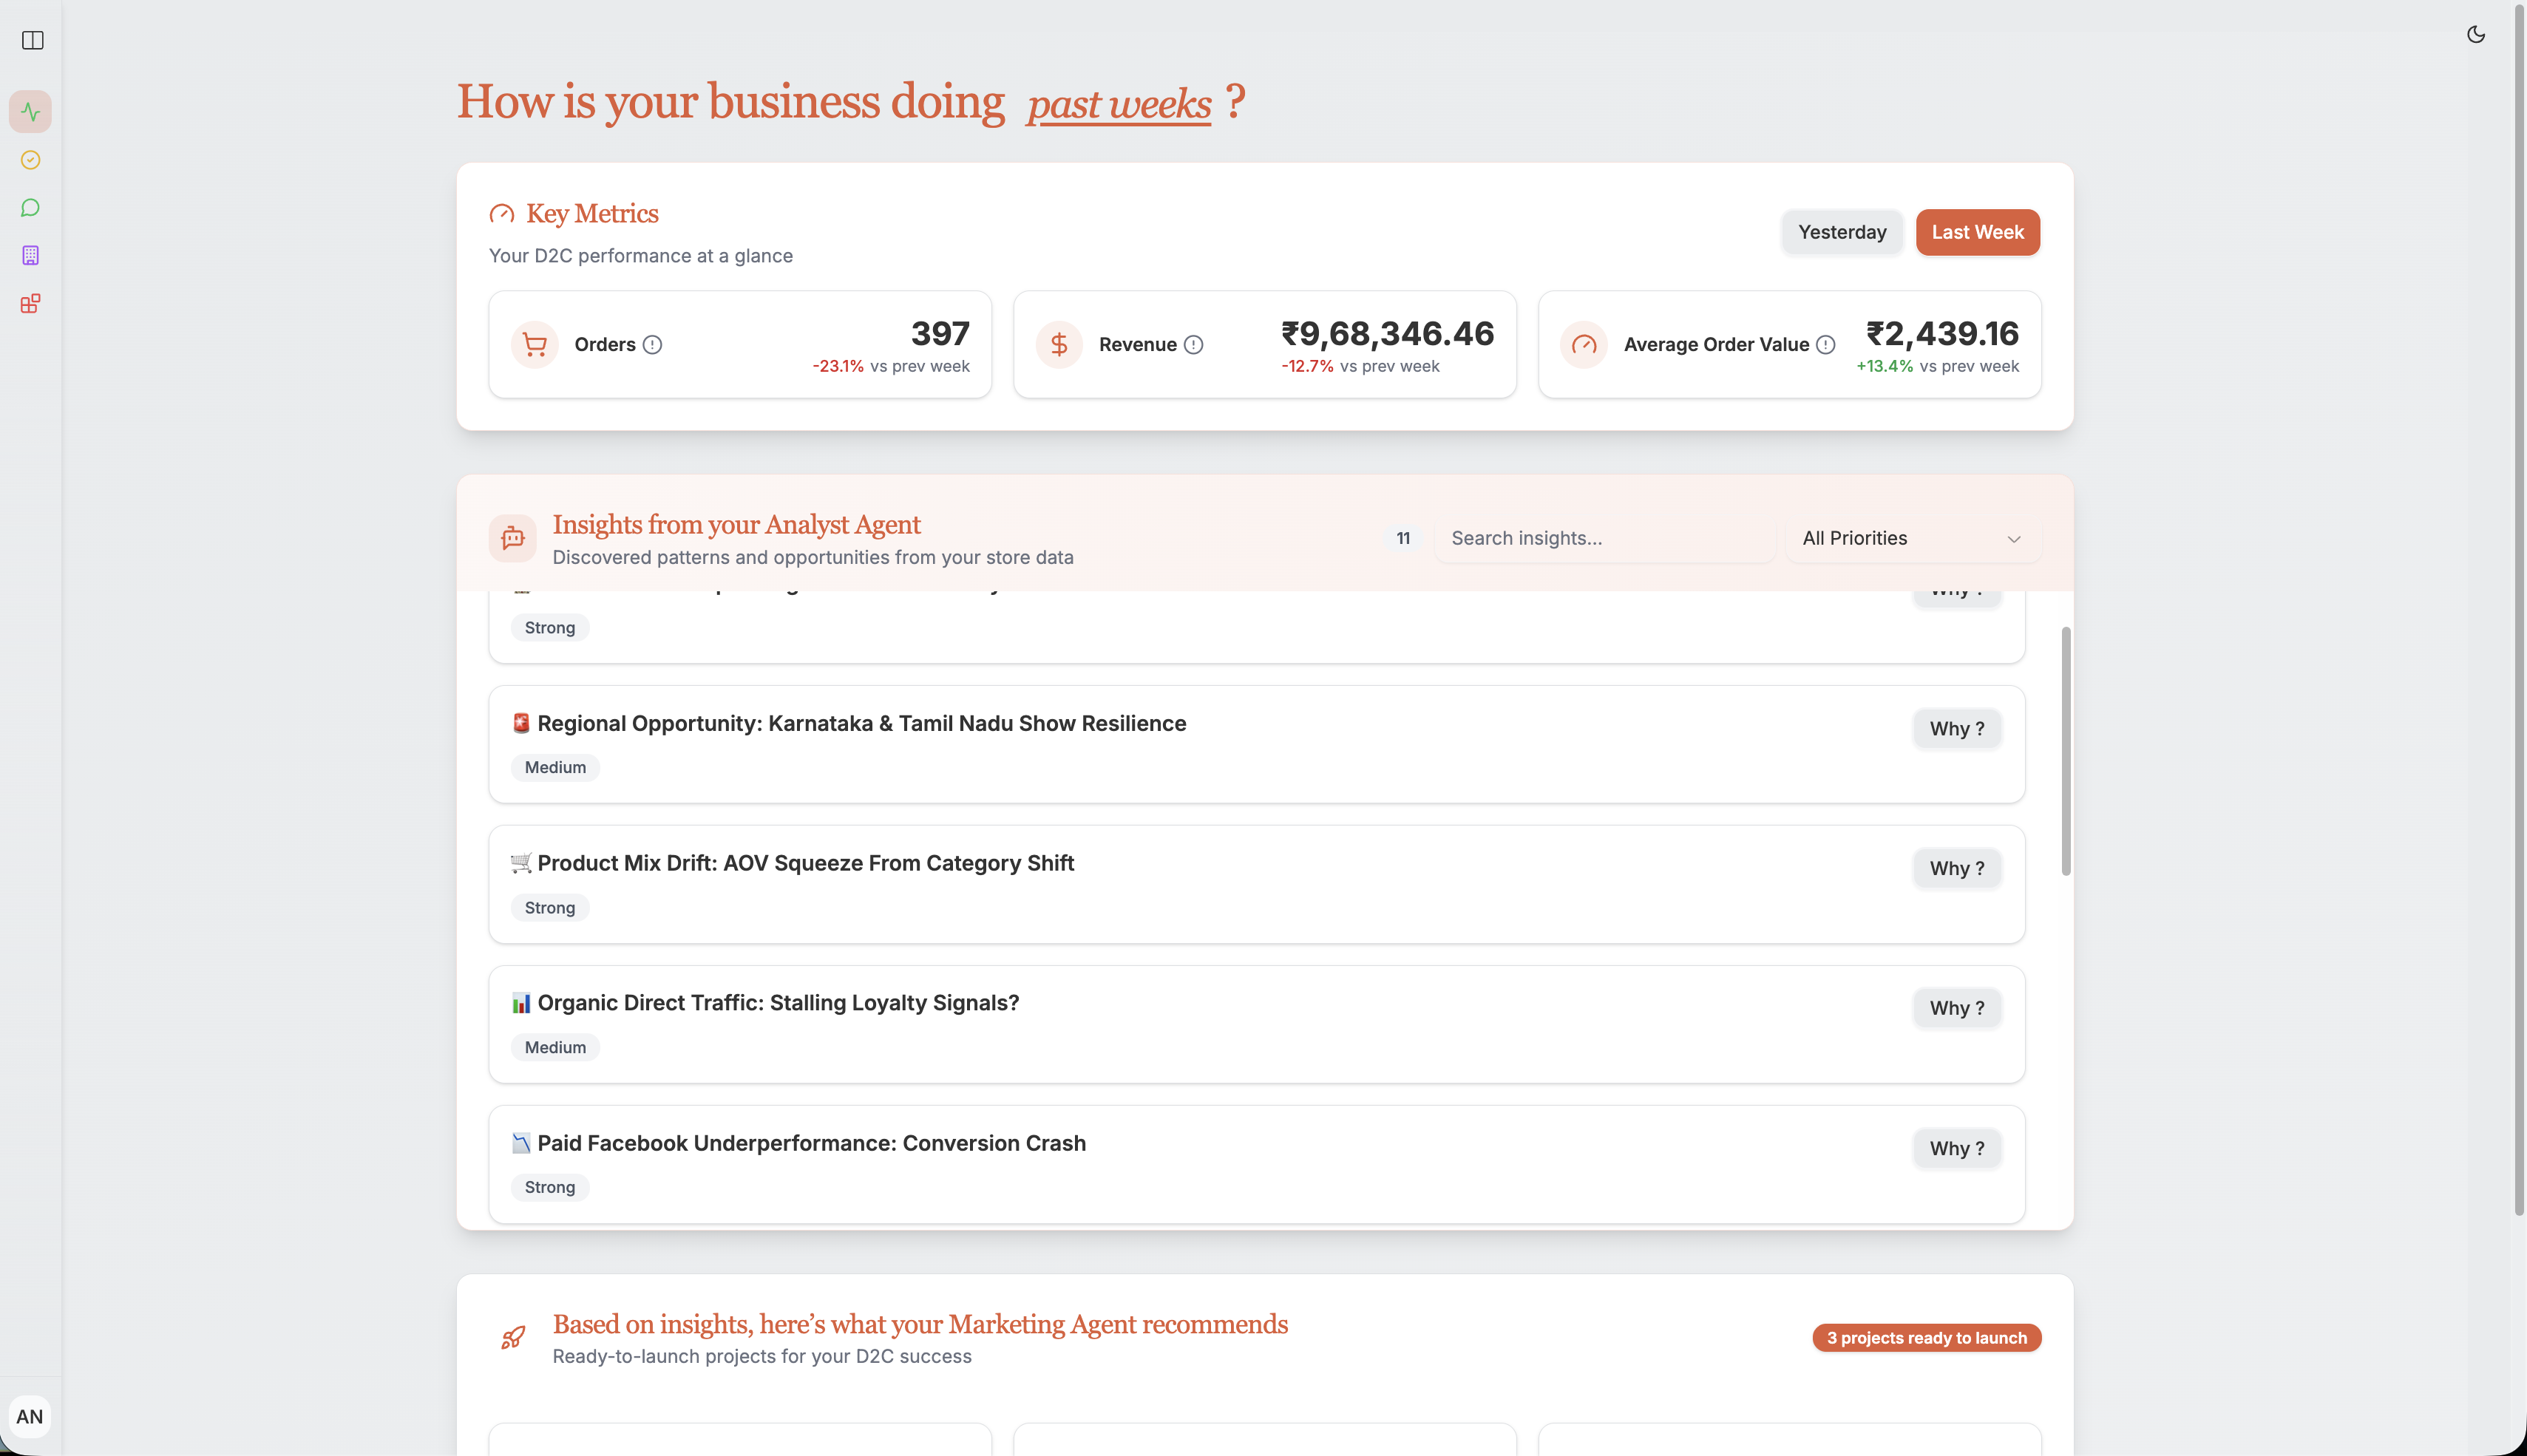 How is your business doing past weeks ?
Key Metrics
Your D2C performance at a glance
Yesterday
Last Week
Orders
397
-23.1% vs prev week
Revenue
₹9,68,346.46
-12.7% vs prev week
Average Order Value
₹2,439.16
+13.4% vs prev week
Insights from your Analyst Agent
Discovered patterns and opportunities from your store data
11
Search insights...
All Priorities
Why ?
Strong
🚨 Regional Opportunity: Karnataka & Tamil Nadu Show Resilience
Why ?
Medium
🛒 Product Mix Drift: AOV Squeeze From Category Shift
Why ?
Strong
📊 Organic Direct Traffic: Stalling Loyalty Signals?
Why ?
Medium
📉 Paid Facebook Underperformance: Conversion Crash
Why ?
Strong
Based on insights, here’s what your Marketing Agent recommends
Ready-to-launch projects for your D2C success
3 projects ready to launch
AN